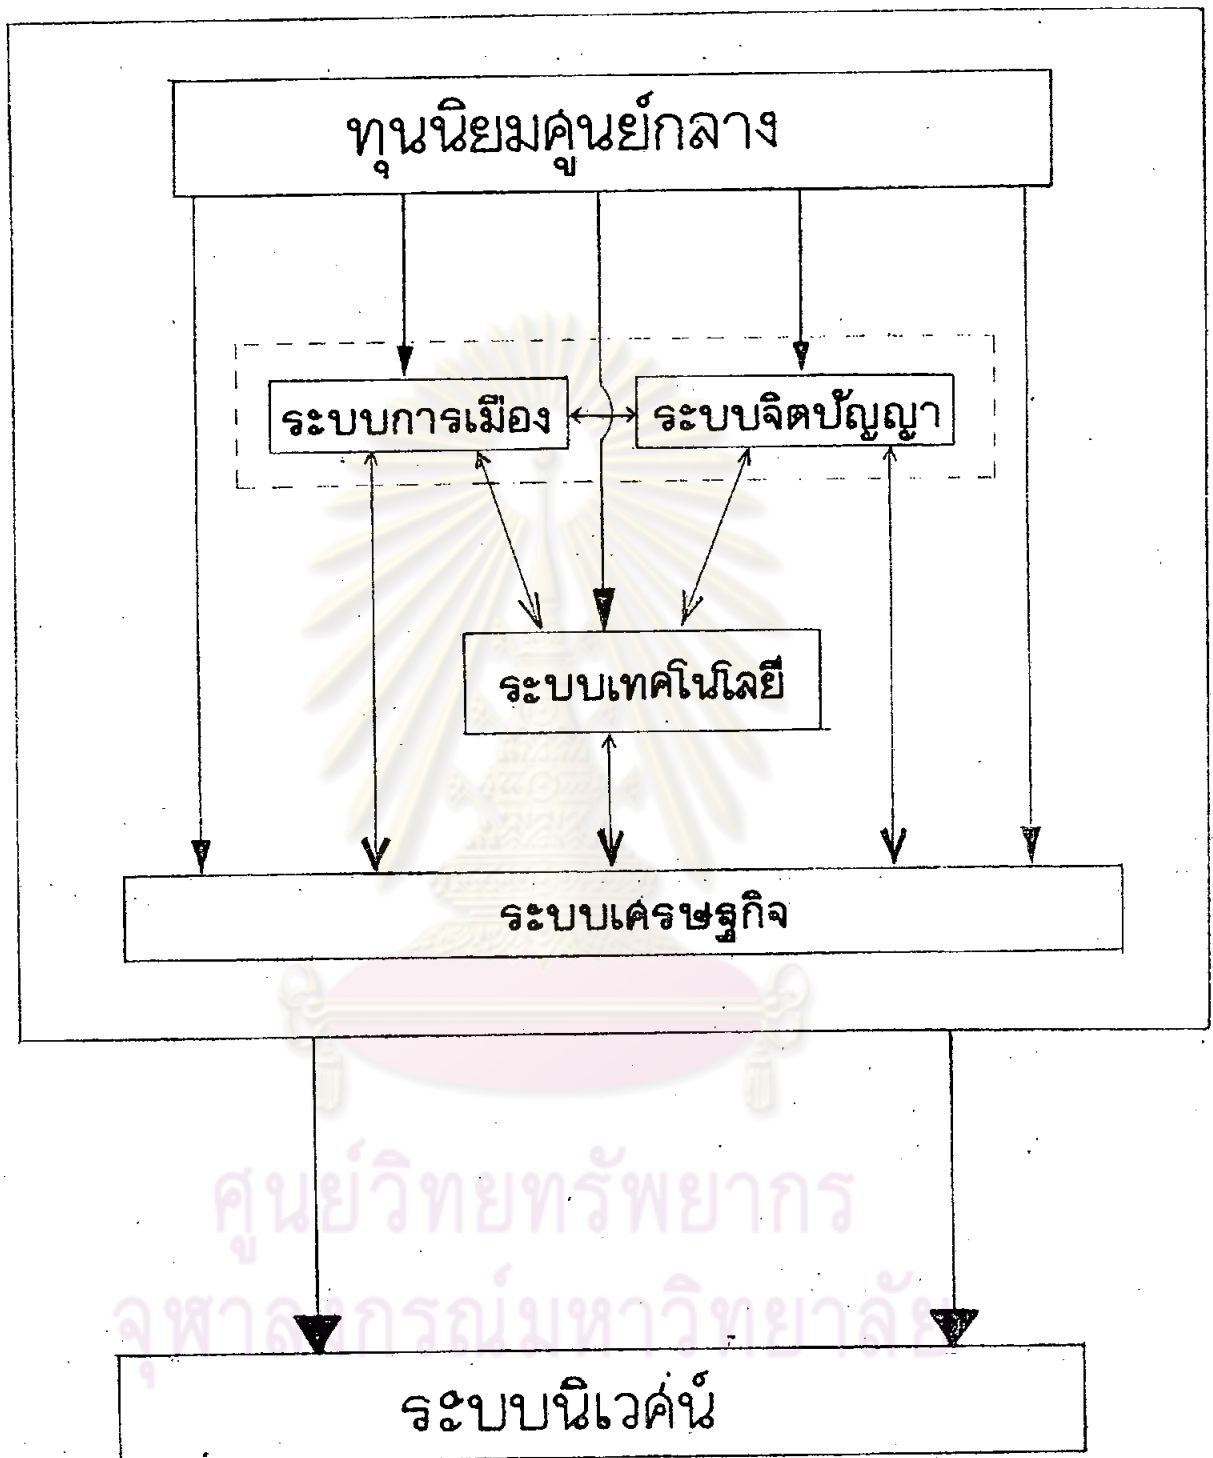 ทุนนิยมศูนย์กลาง
ระบบการเมือง
ระบบจิตปัญญา
ระบบเทคโนโลยี
ระบบเศรษฐกิจ
ศูนย์วิทยทรัพยากร
จุฬาลงกรณ์มหาวิทยาลัย
ระบบนิเวศน์